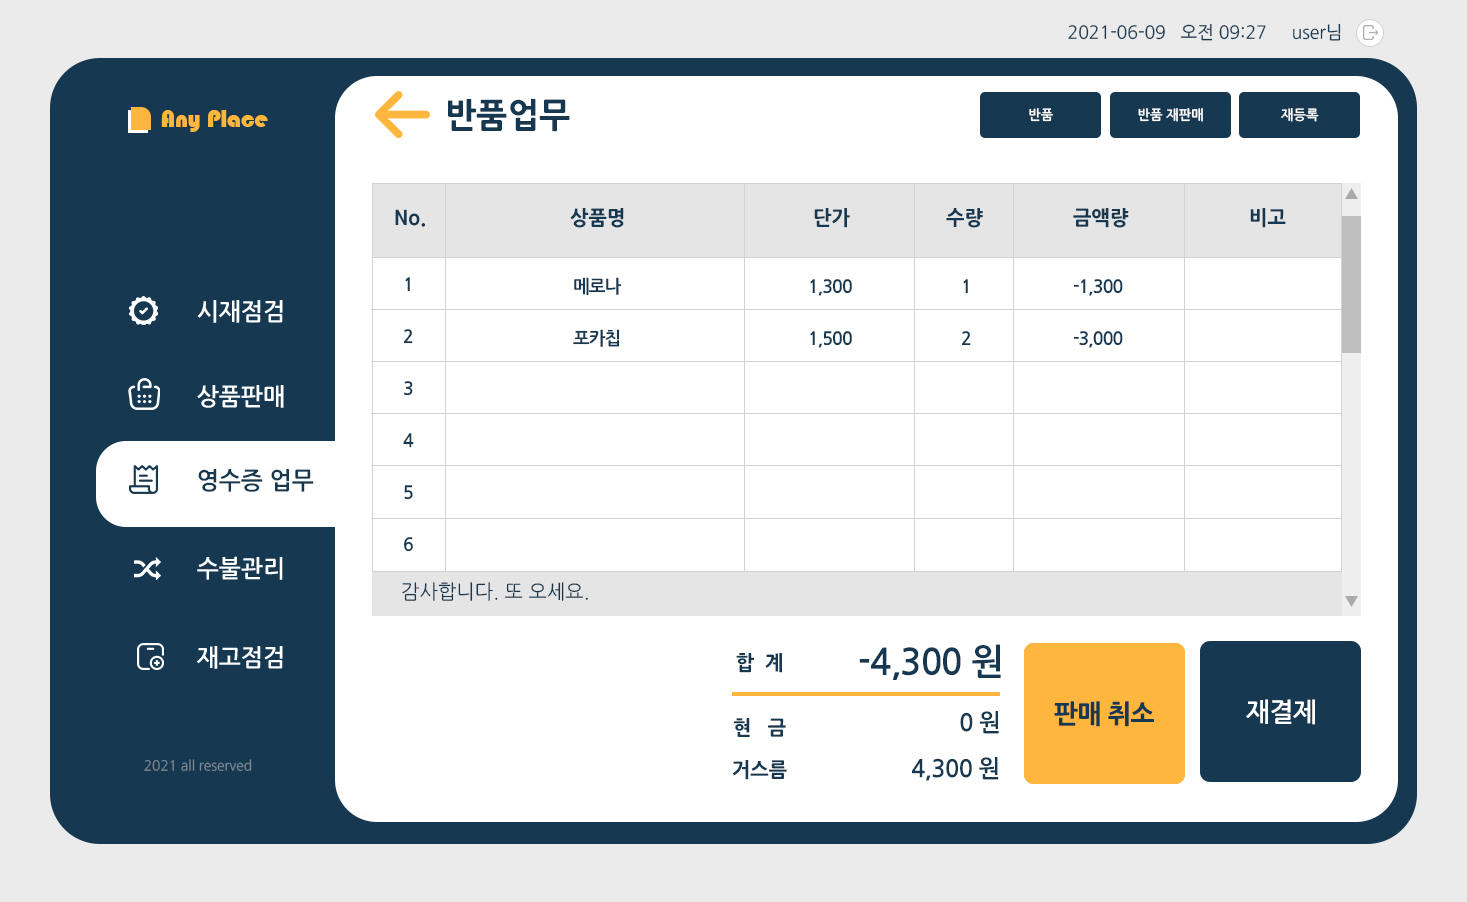 2021-06-09 오전 09:27 user님
Any Place
반품업무
반품
반품 재판매
재등록
시재점검
상품판매
영수증 업무
수불관리
재고점검
2021 all reserved
No. 상품명 단가 수량 금액량 비고
1 메로나 1,300 1 -1,300
2 포카칩 1,500 2 -3,000
3
4
5
6
감사합니다. 또 오세요.
합 계 -4,300 원
현 금 0 원
거스름 4,300 원
판매 취소
재결제